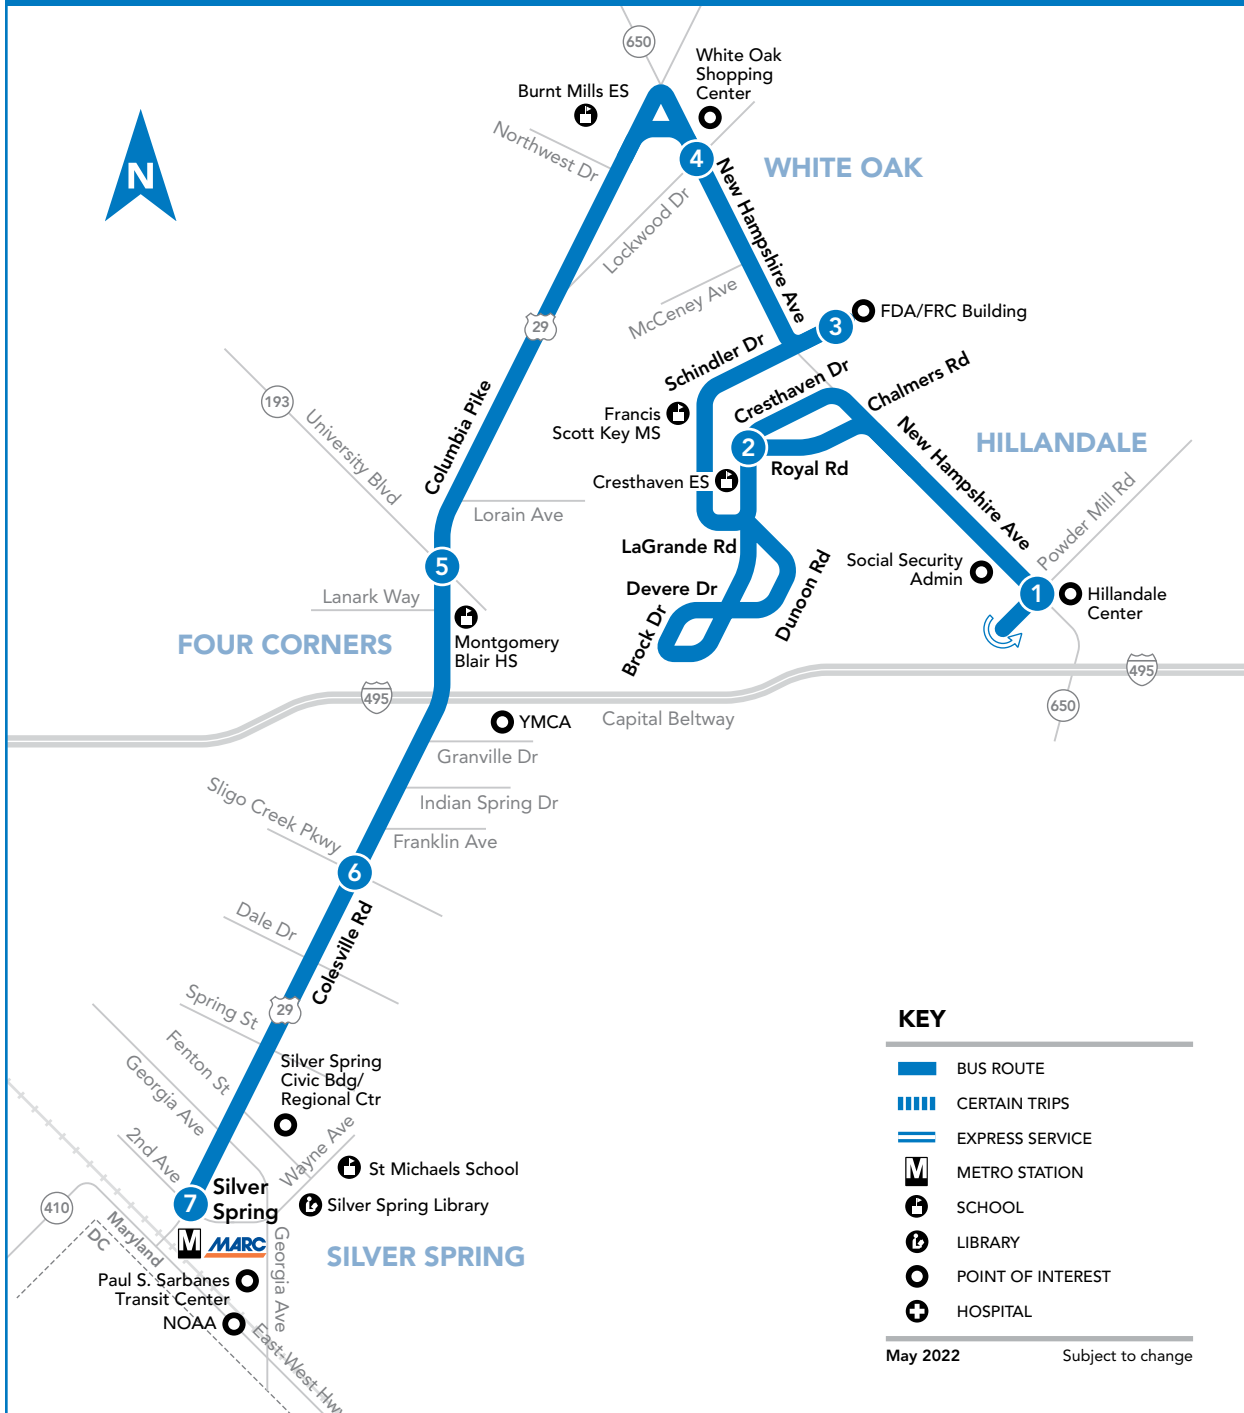 650
White Oak
Shopping
Center
Burnt Mills ES
Northwest Dr
N
4
WHITE OAK
New Hampshire Ave
Lockwood Dr
McCeney Ave
29
3
FDA/FRC Building
Schindler Dr
Cresthaven Dr
Chalmers Rd
193
University Blvd
Columbia Pike
Francis
Scott Key MS
New Hampshire Ave
HILLANDALE
2
Royal Rd
Cresthaven ES
Powder Mill Rd
Lorain Ave
LaGrande Rd
5
Social Security
Admin
Devere Dr
Dunoon Rd
Brock Dr
1
Hillandale
Center
Lanark Way
FOUR CORNERS
Montgomery
Blair HS
495
495
650
YMCA
Capital Beltway
Granville Dr
Sligo Creek Pkwy
Indian Spring Dr
Franklin Ave
6
Dale Dr
Colesville Rd
Spring St
29
Fenton St
Georgia Ave
Silver Spring
Civic Bdg/
Regional Ctr
2nd Ave
Wayne Ave
St Michaels School
7
Silver
Spring
Silver Spring Library
410
Maryland
DC
M
MARC
Georgia Ave
SILVER SPRING
Paul S. Sarbanes
Transit Center
NOAA
East-West Hwy
KEY
BUS ROUTE
CERTAIN TRIPS
EXPRESS SERVICE
M METRO STATION
SCHOOL
LIBRARY
POINT OF INTEREST
HOSPITAL
May 2022 Subject to change